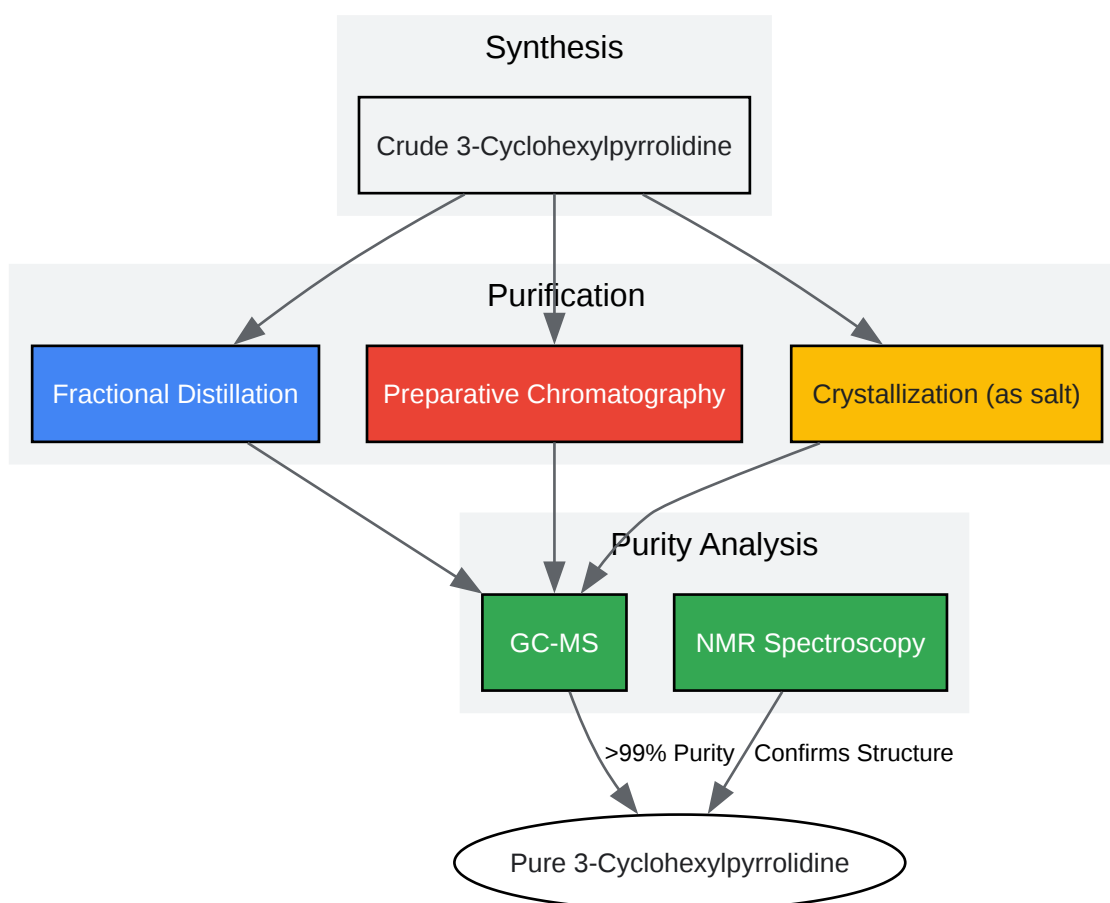 Synthesis
Crude 3-Cyclohexylpyrrolidine
Purification
Fractional Distillation
Preparative Chromatography
Crystallization (as salt)
Purity Analysis
GC-MS
NMR Spectroscopy
>99% Purity
Confirms Structure
Pure 3-Cyclohexylpyrrolidine